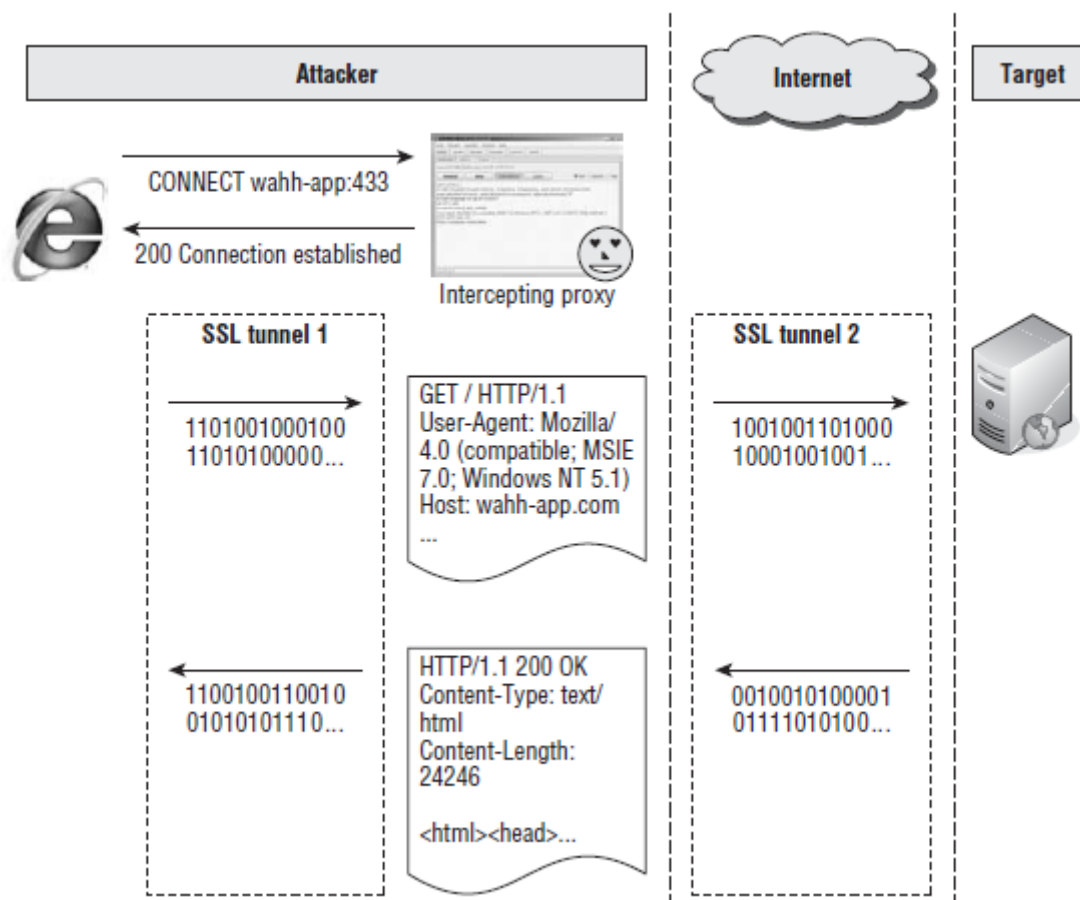 Attacker
Internet
Target
CONNECT wahh-app:433
200 Connection established
Intercepting proxy
SSL tunnel 1
SSL tunnel 2
1101001000100
11010100000...
GET / HTTP/1.1
User-Agent: Mozilla/
4.0 (compatible; MSIE
7.0; Windows NT 5.1)
Host: wahh-app.com
...
1001001101000
10001001001...
1100100110010
01010101110...
HTTP/1.1 200 OK
Content-Type: text/
html
Content-Length:
24246
<html><head>...
0010010100001
01111010100...